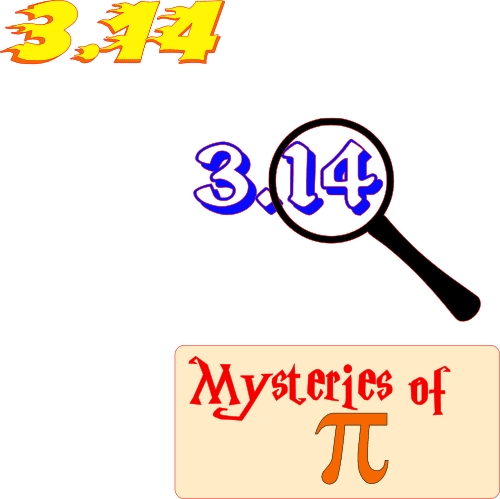 3.14
3.14
Mysteries of
π